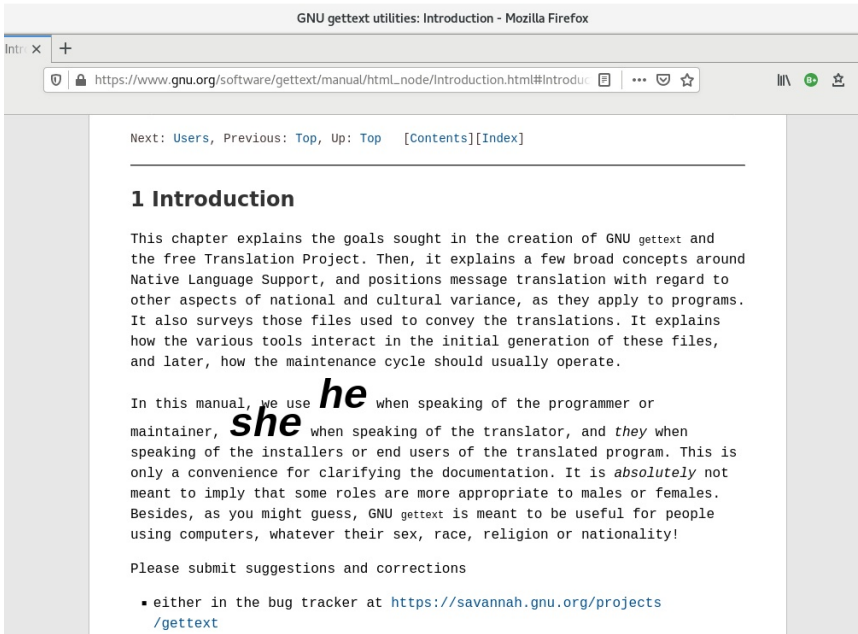 GNU gettext utilities: Introduction - Mozilla Firefox
Intr
https://www.gnu.org/software/gettext/manual/html_node/Introduction.html#Introduc
Next: Users, Previous: Top, Up: Top [Contents][Index]
1 Introduction
This chapter explains the goals sought in the creation of GNU gettext and
the free Translation Project. Then, it explains a few broad concepts around
Native Language Support, and positions message translation with regard to
other aspects of national and cultural variance, as they apply to programs.
It also surveys those files used to convey the translations. It explains
how the various tools interact in the initial generation of these files,
and later, how the maintenance cycle should usually operate.
In this manual, we use he when speaking of the programmer or
maintainer, she when speaking of the translator, and they when
speaking of the installers or end users of the translated program. This is
only a convenience for clarifying the documentation. It is absolutely not
meant to imply that some roles are more appropriate to males or females.
Besides, as you might guess, GNU gettext is meant to be useful for people
using computers, whatever their sex, race, religion or nationality!
Please submit suggestions and corrections
▪ either in the bug tracker at https://savannah.gnu.org/projects
/gettext